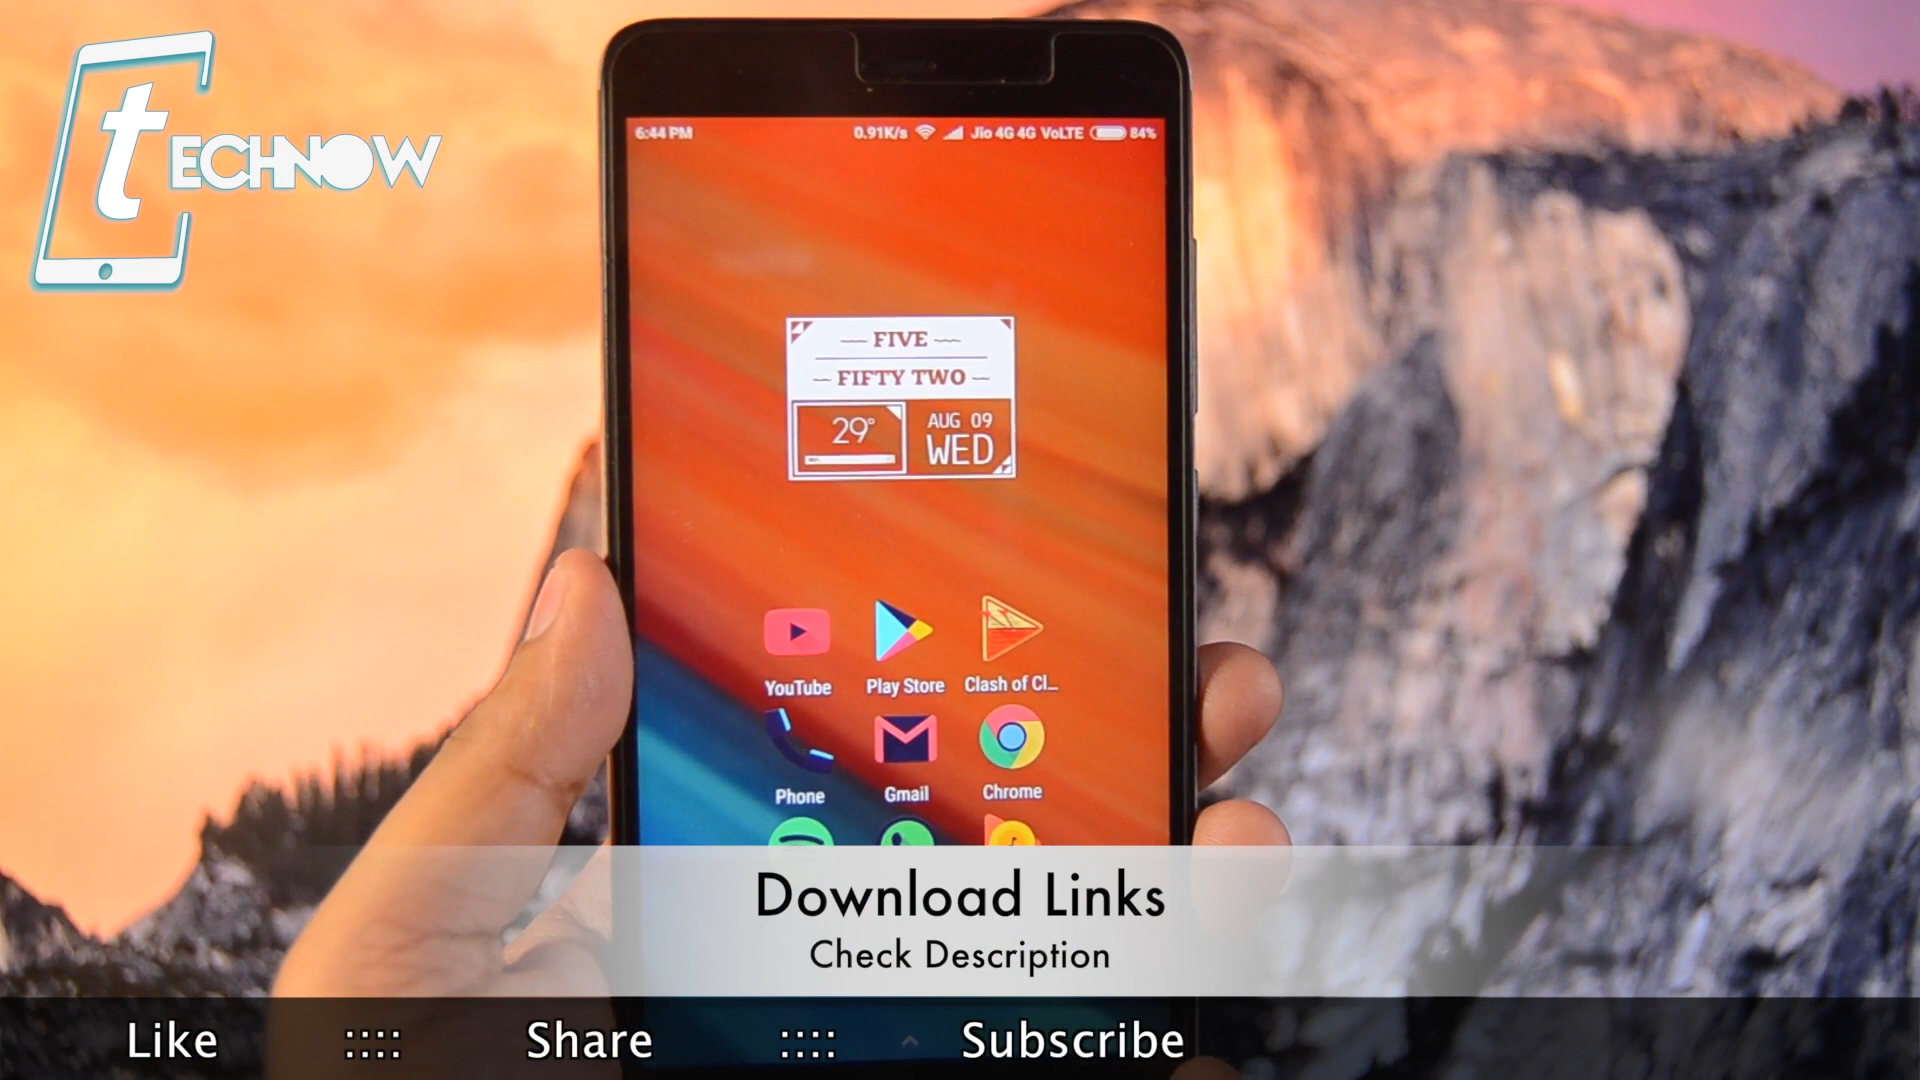 tECHNOW
6:44 PM 0.91K/s Jio 4G 4G VoLTE 84%
FIVE
FIFTY TWO
29° AUG 09
WED
YouTube Play Store Clash of Cl...
Phone Gmail Chrome
Download Links
Check Description
Like :::: Share :::: Subscribe